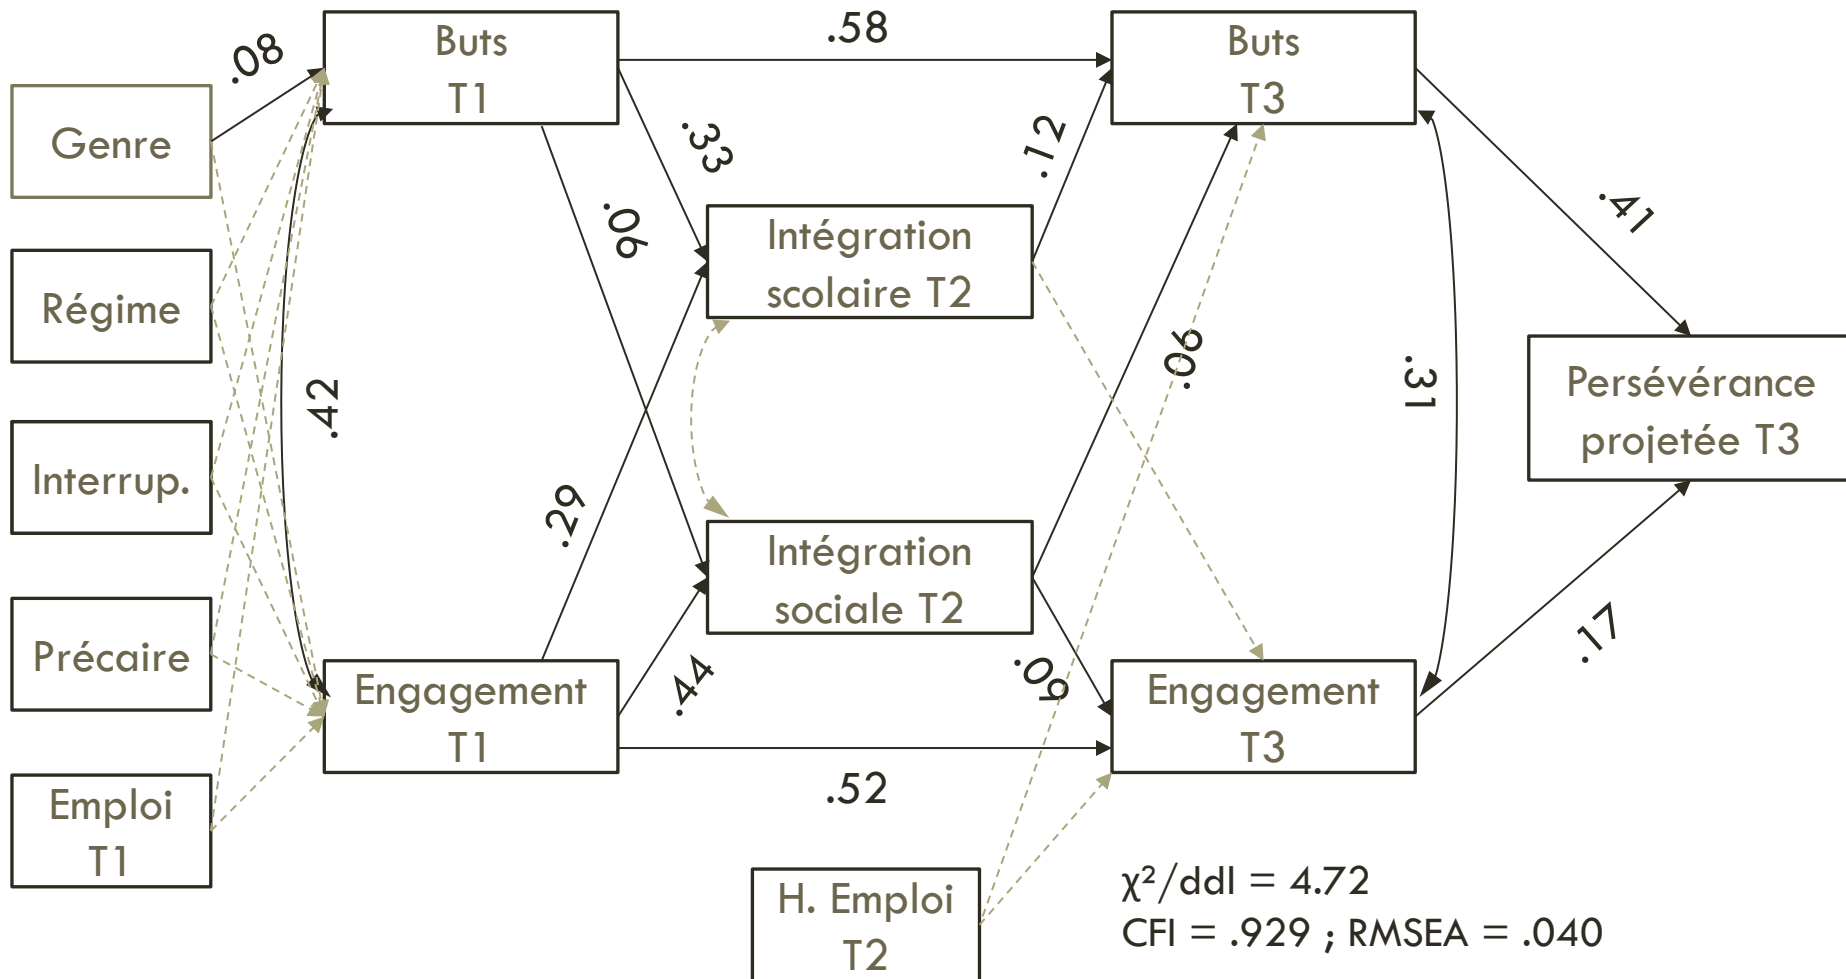 .08
Buts
T1
.58
Buts
T3
Genre
.33
.12
.06
.41
Intégration
scolaire T2
Régime
.42
.06
.31
Persévérance
projetée T3
Interrup.
.29
Intégration
sociale T2
Précaire
.44
.09
.17
Engagement
T1
Engagement
T3
.52
Emploi
T1
H. Emploi
T2
χ²/ddl = 4.72
CFI = .929 ; RMSEA = .040